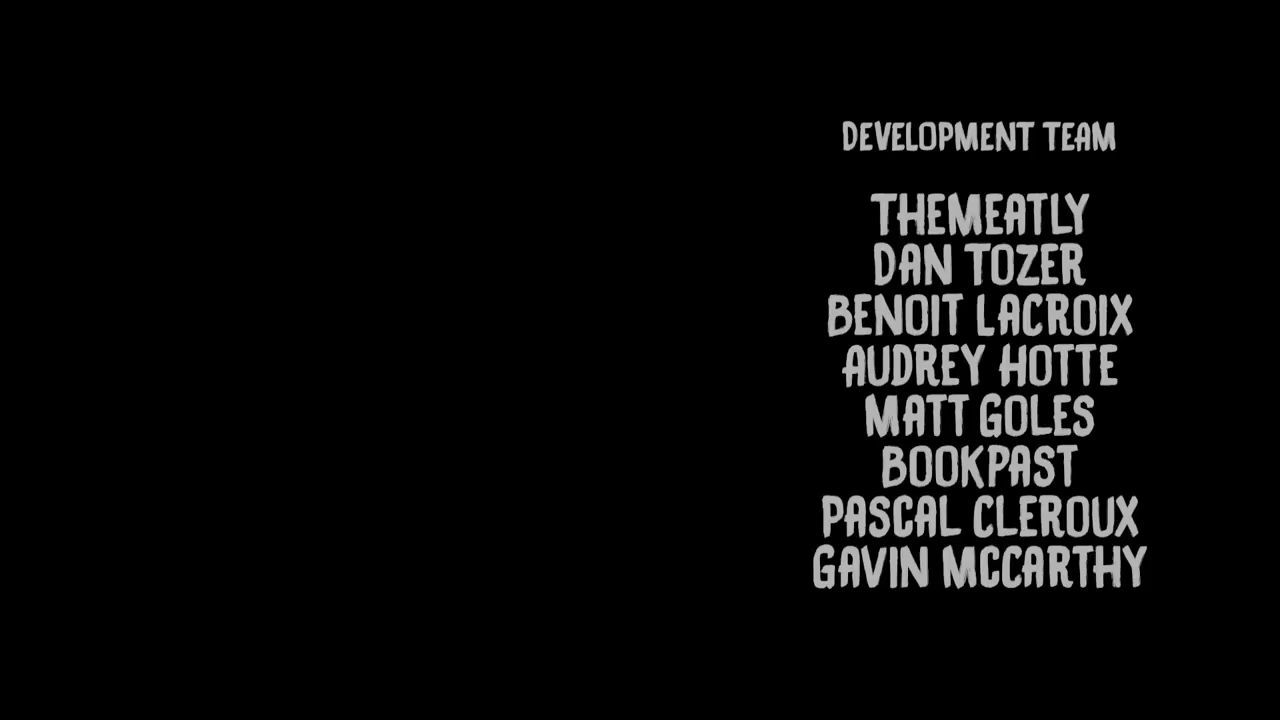 DEVELOPMENT TEAM
THEMEATLY
DAN TOZER
BENOIT LACROIX
AUDREY HOTTE
MATT GOLES
BOOKPAST
PASCAL CLEROUX
GAVIN MCCARTHY